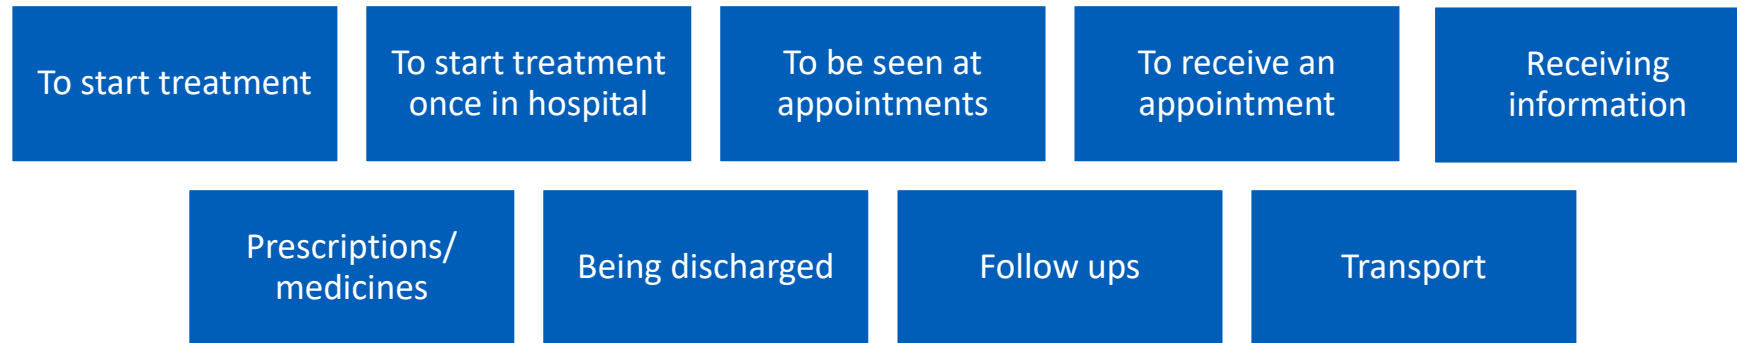 To start treatment
To start treatment
once in hospital
To be seen at
appointments
To receive an
appointment
Receiving
information
Prescriptions/
medicines
Being discharged
Follow ups
Transport